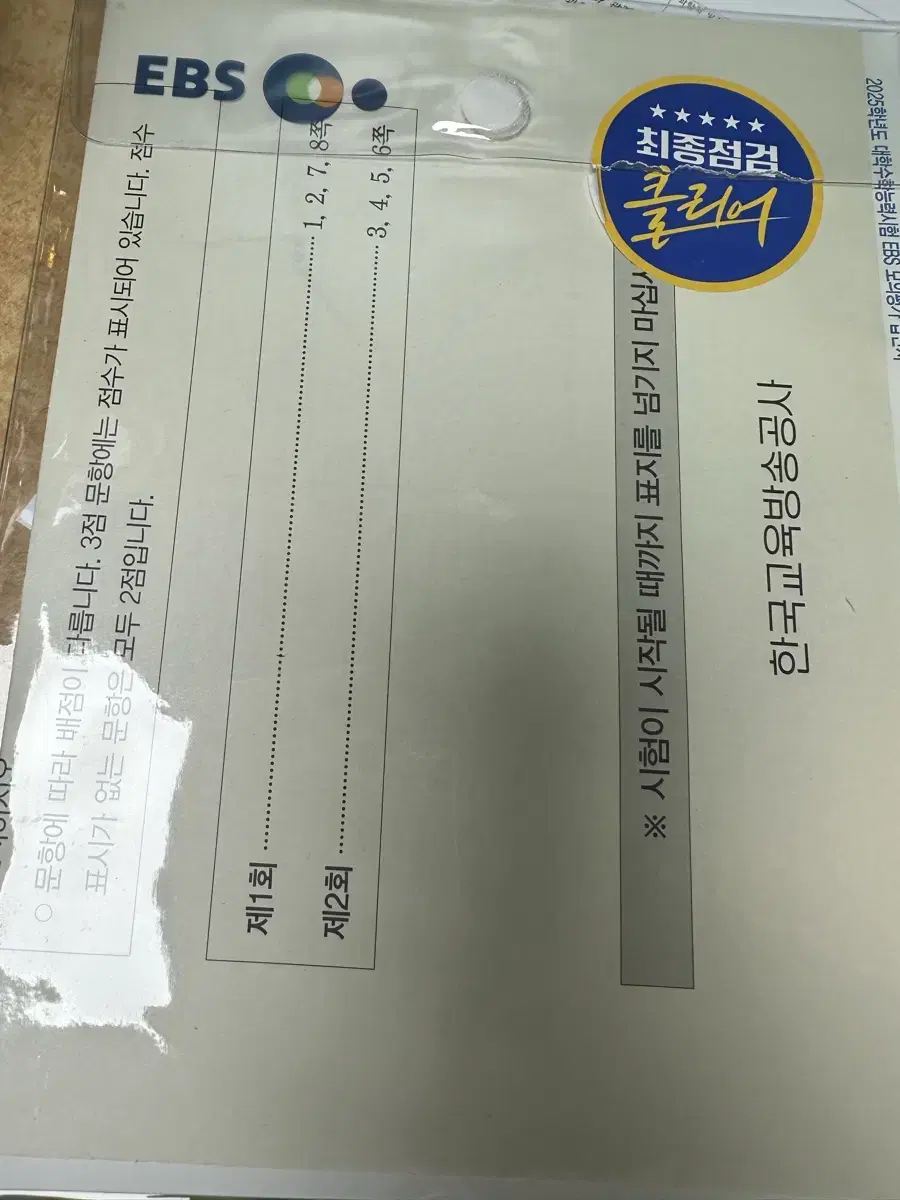 EBS
최종점검
클리어
2025학년도 대학수학능력시험 EBS 모의평가
○ 문항에 따라 배점이 다릅니다. 3점 문항에는 점수가 표시되어 있습니다. 점수
표시가 없는 문항은 모두 2점입니다.
제1회 1, 2, 7, 8쪽
제2회 3, 4, 5, 6쪽
※ 시험이 시작될 때까지 표지를 넘기지 마십시
한국교육방송공사